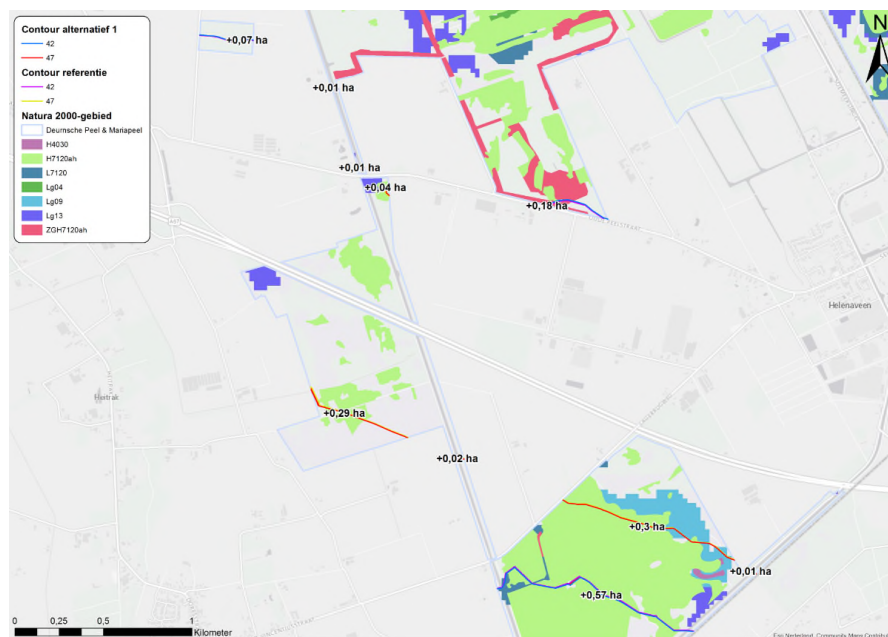 Contour alternatief 1
42
47
Contour referentie
42
47
Natura 2000-gebied
Deurnsche Peel & Mariapeel
H4030
H7120ah
L7120
Lg04
Lg09
Lg13
ZGH7120ah
N
+0,07 ha
+0,01 ha
+0,01 ha
+0,04 ha
+0,18 ha
Helenaveen
+0,29 ha
+0,02 ha
+0,3 ha
+0,01 ha
+0,57 ha
0 0,25 0,5 1
Kilometer